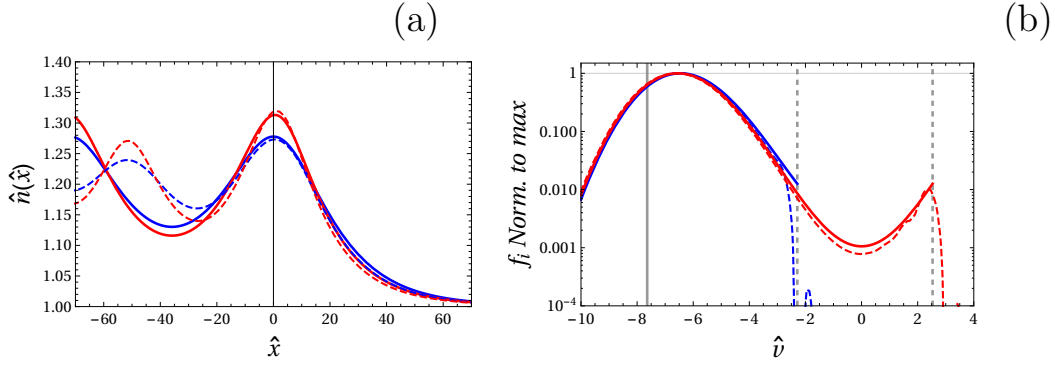 (a)
(b)
1.40
1.35
1.30
1.25
1.20
1.15
1.10
1.05
1.00
n̂(x̂)
−60 −40 −20 0 20 40 60
x̂
1
0.100
0.010
0.001
10⁻⁴
f_i Norm. to max
−10 −8 −6 −4 −2 0 2 4
v̂